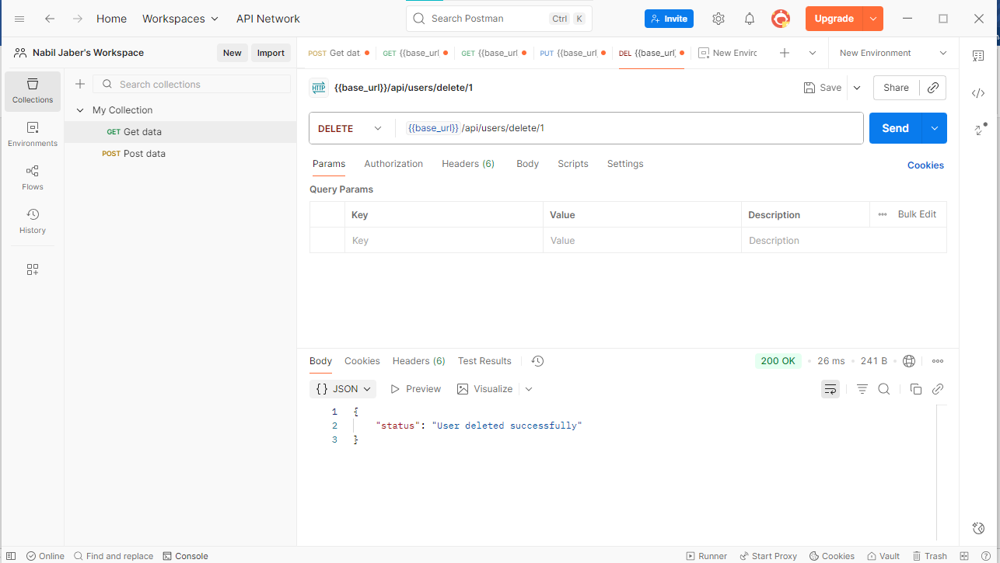 Home Workspaces API Network Search Postman Ctrl K Invite Upgrade
Nabil Jaber's Workspace New Import POST Get dat GET {{base_url GET {{base_url PUT {{base_url DEL {{base_url New Envirc New Environment
Collections
Environments
Flows
History
Search collections
My Collection
GET Get data
POST Post data
HTTP {{base_url}}/api/users/delete/1 Save Share
DELETE {{base_url}} /api/users/delete/1 Send
Params Authorization Headers (6) Body Scripts Settings Cookies
Query Params
Key Value Description Bulk Edit
Key Value Description
Body Cookies Headers (6) Test Results 200 OK 26 ms 241 B
{} JSON Preview Visualize
1 {
2 "status": "User deleted successfully"
3 }
Online Find and replace Console Runner Start Proxy Cookies Vault Trash